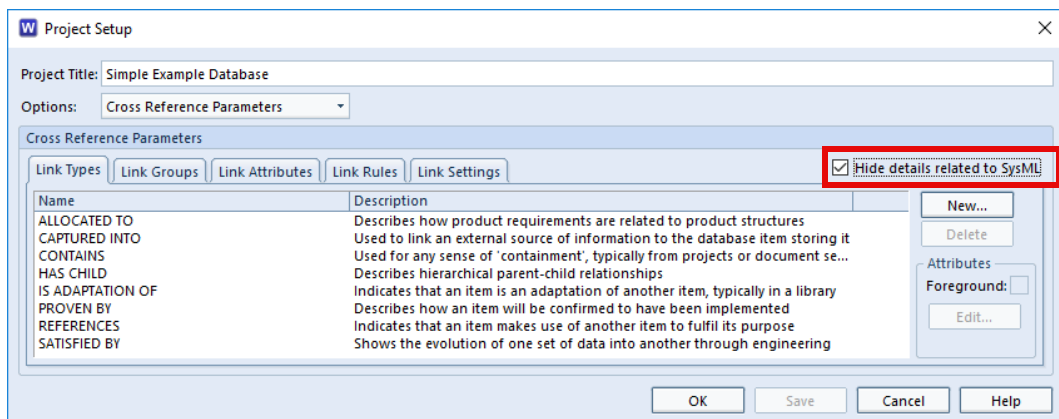 W Project Setup
Project Title: Simple Example Database
Options: Cross Reference Parameters
Cross Reference Parameters
Link Types Link Groups Link Attributes Link Rules Link Settings Hide details related to SysML
Name Description New...
ALLOCATED TO Describes how product requirements are related to product structures
CAPTURED INTO Used to link an external source of information to the database item storing it Delete
CONTAINS Used for any sense of 'containment', typically from projects or document se...
HAS CHILD Describes hierarchical parent-child relationships Attributes
IS ADAPTATION OF Indicates that an item is an adaptation of another item, typically in a library Foreground:
PROVEN BY Describes how an item will be confirmed to have been implemented
REFERENCES Indicates that an item makes use of another item to fulfil its purpose Edit...
SATISFIED BY Shows the evolution of one set of data into another through engineering
OK Save Cancel Help